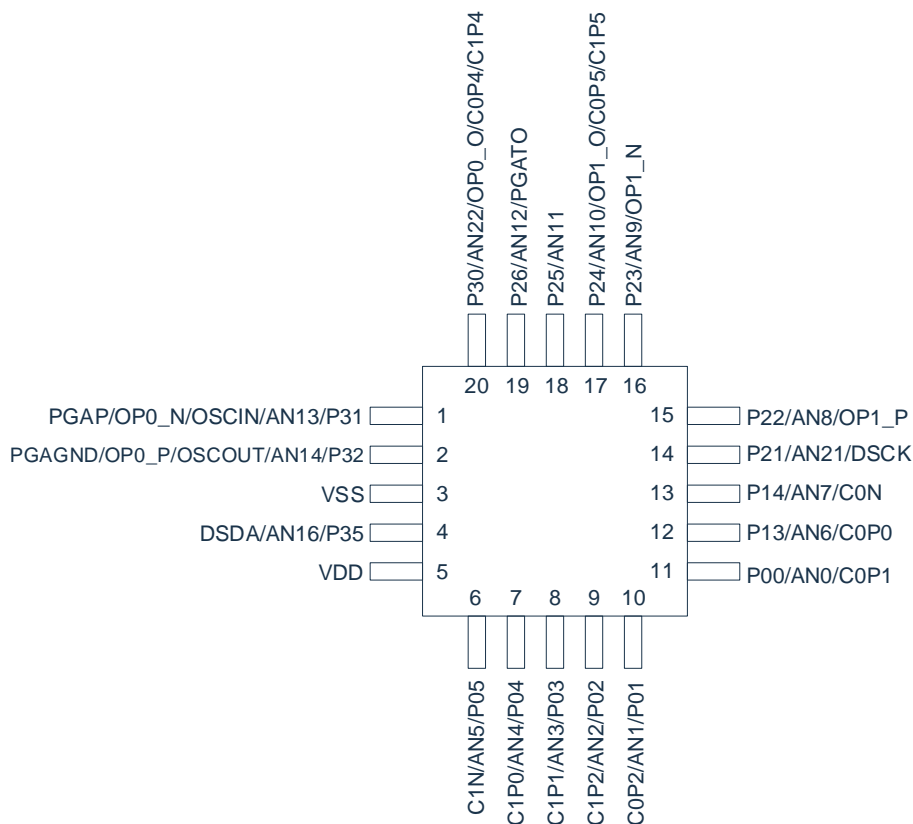 P30/AN22/OP0_O/C0P4/C1P4
P26/AN12/PGATO
P25/AN11
P24/AN10/OP1_O/C0P5/C1P5
P23/AN9/OP1_N
20 19 18 17 16
PGAP/OP0_N/OSCIN/AN13/P31 1
PGAGND/OP0_P/OSCOUT/AN14/P32 2
VSS 3
DSDA/AN16/P35 4
VDD 5
15 P22/AN8/OP1_P
14 P21/AN21/DSCK
13 P14/AN7/C0N
12 P13/AN6/C0P0
11 P00/AN0/C0P1
6 7 8 9 10
C1N/AN5/P05
C1P0/AN4/P04
C1P1/AN3/P03
C1P2/AN2/P02
C0P2/AN1/P01